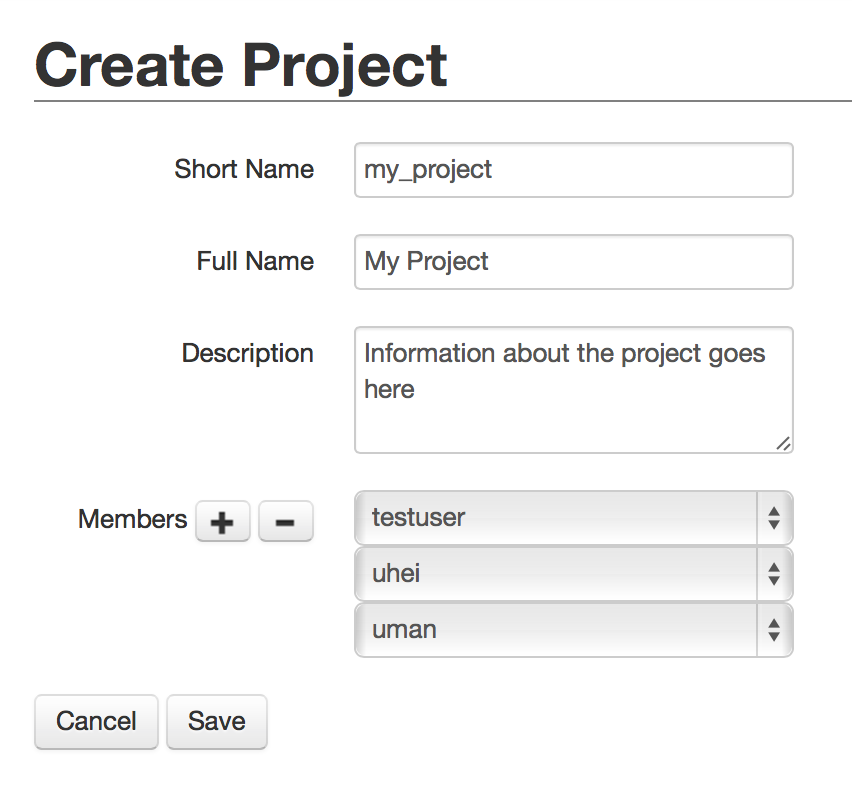 Create Project
Short Name my_project
Full Name My Project
Description Information about the project goes
here
Members + - testuser
uhei
uman
Cancel Save